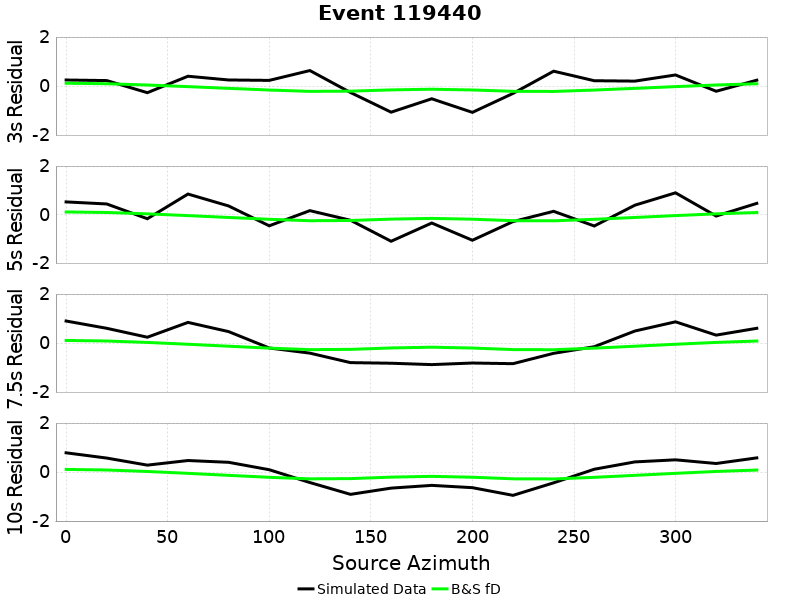 Event 119440
3s Residual
2
0
-2
5s Residual
2
0
-2
7.5s Residual
2
0
-2
10s Residual
2
0
-2
0 50 100 150 200 250 300
Source Azimuth
Simulated Data B&S fD